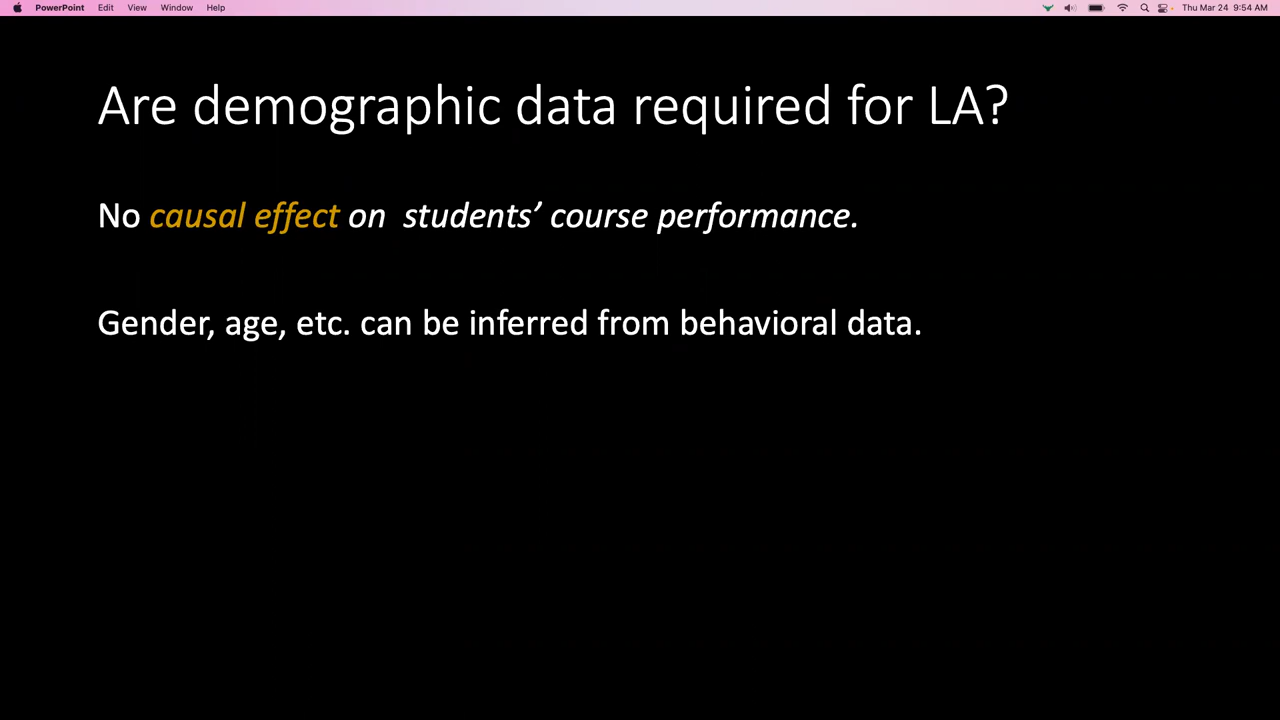 PowerPoint Edit View Window Help Thu Mar 24 9:54 AM
Are demographic data required for LA?
No causal effect on students’ course performance.
Gender, age, etc. can be inferred from behavioral data.